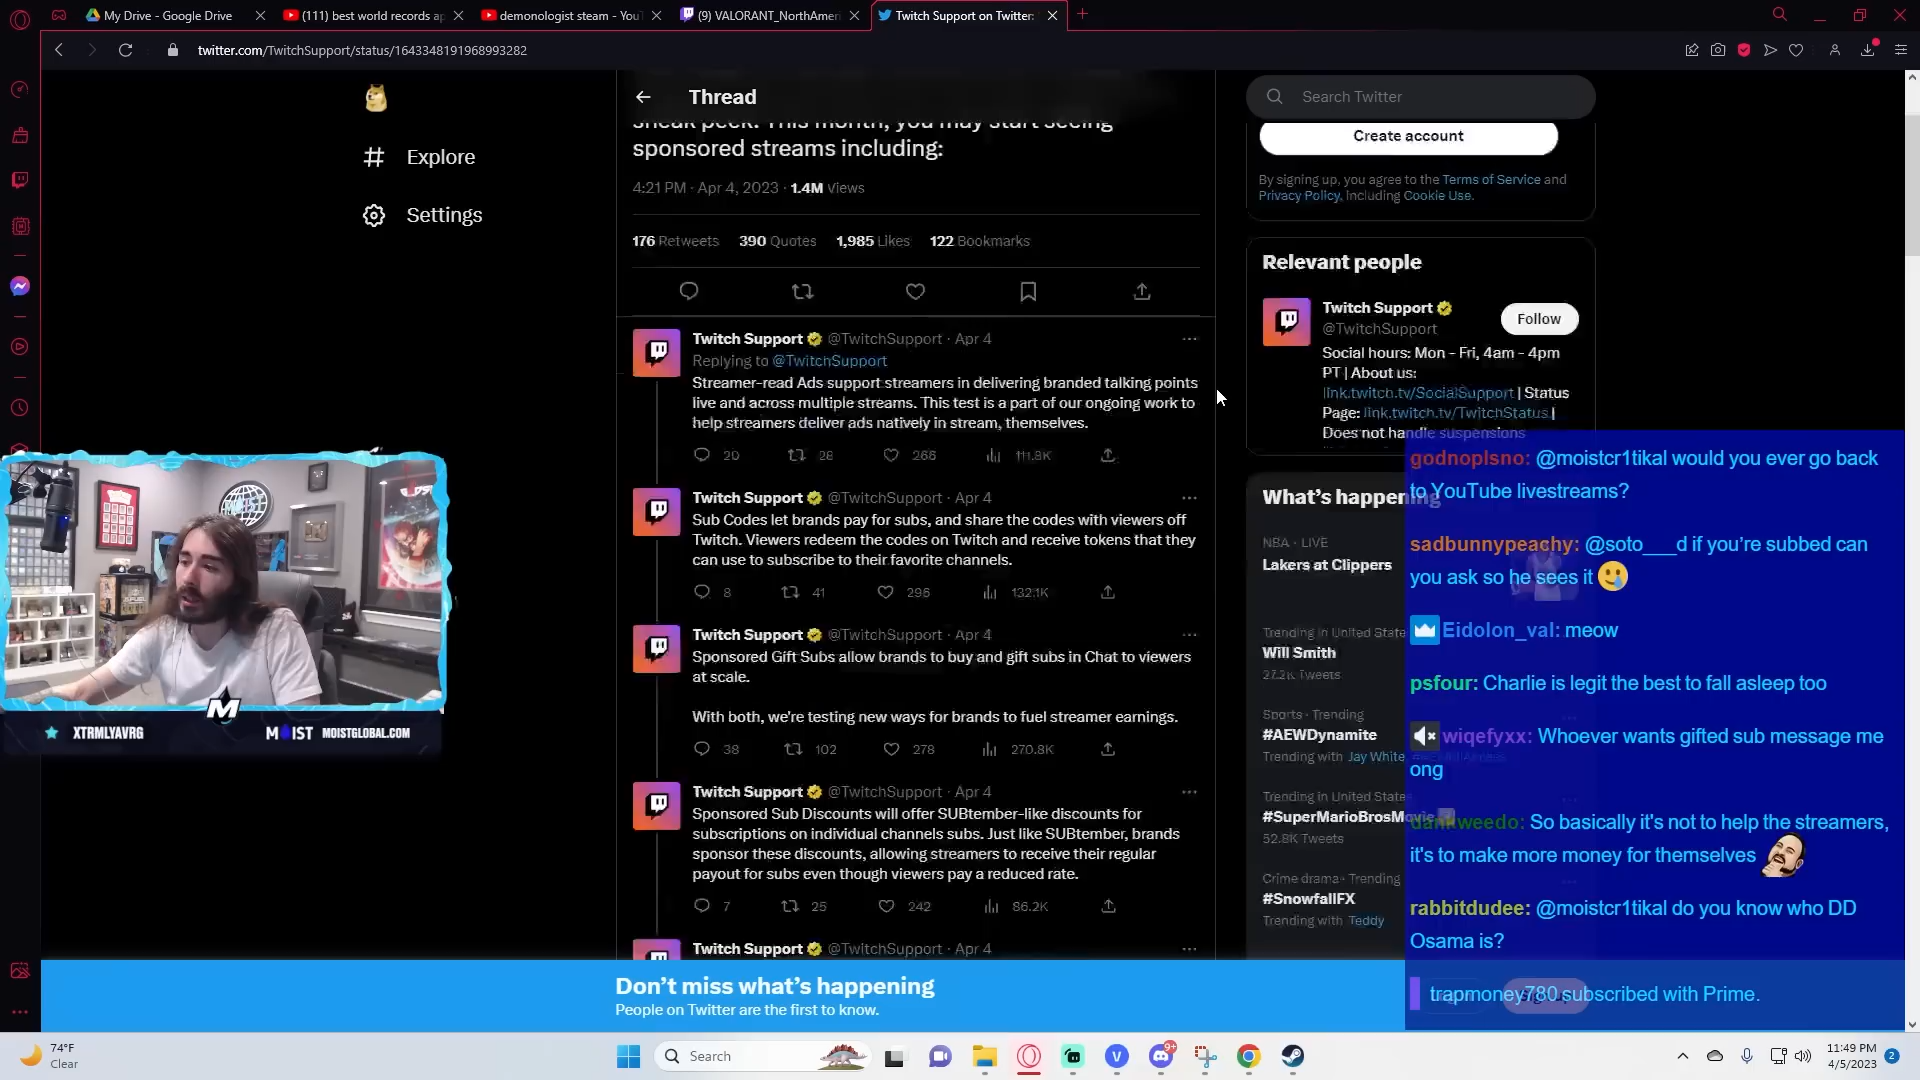 My Drive - Google Drive
(111) best world records ap
demonologist steam - YouT
(9) VALORANT_NorthAmeri
Twitch Support on Twitter:
twitter.com/TwitchSupport/status/1643348191968993282
Explore
Settings
Thread
sneak peek. This month, you may start seeing
sponsored streams including:
4:21 PM · Apr 4, 2023 · 1.4M Views
176 Retweets 390 Quotes 1,985 Likes 122 Bookmarks
Twitch Support @TwitchSupport · Apr 4
Replying to @TwitchSupport
Streamer-read Ads support streamers in delivering branded talking points
live and across multiple streams. This test is a part of our ongoing work to
help streamers deliver ads natively in stream, themselves.
20 28 266 111.8K
Twitch Support @TwitchSupport · Apr 4
Sub Codes let brands pay for subs, and share the codes with viewers off
Twitch. Viewers redeem the codes on Twitch and receive tokens that they
can use to subscribe to their favorite channels.
8 41 295 132.1K
Twitch Support @TwitchSupport · Apr 4
Sponsored Gift Subs allow brands to buy and gift subs in Chat to viewers
at scale.
With both, we're testing new ways for brands to fuel streamer earnings.
38 102 278 270.8K
Twitch Support @TwitchSupport · Apr 4
Sponsored Sub Discounts will offer SUBtember-like discounts for
subscriptions on individual channels subs. Just like SUBtember, brands
sponsor these discounts, allowing streamers to receive their regular
payout for subs even though viewers pay a reduced rate.
7 25 242 86.2K
Twitch Support @TwitchSupport · Apr 4
Search Twitter
Create account
By signing up, you agree to the Terms of Service and
Privacy Policy, including Cookie Use.
Relevant people
Twitch Support
@TwitchSupport
Follow
Social hours: Mon - Fri, 4am - 4pm
PT | About us:
link.twitch.tv/SocialSupport | Status
Page: link.twitch.tv/TwitchStatus |
Does not handle suspensions
What's happening
NBA · LIVE
Lakers at Clippers
Trending in United State
Will Smith
27.2K Tweets
Sports · Trending
#AEWDynamite
Trending with Jay White,
Trending in United State
#SuperMarioBrosMovie
52.8K Tweets
Crime drama · Trending
#SnowfallFX
Trending with Teddy
godnoplsno: @moistcr1tikal would you ever go back
to YouTube livestreams?
sadbunnypeachy: @soto___d if you're subbed can
you ask so he sees it
Eidolon_val: meow
psfour: Charlie is legit the best to fall asleep too
wiqefyxx: Whoever wants gifted sub message me
ong
dankweedo: So basically it's not to help the streamers,
it's to make more money for themselves
rabbitdudee: @moistcr1tikal do you know who DD
Osama is?
trapmoney780 subscribed with Prime.
XTRMLYAVRG
MOIST MOISTGLOBAL.COM
Don't miss what's happening
People on Twitter are the first to know.
74°F
Clear
Search
9+
11:49 PM
4/5/2023
2